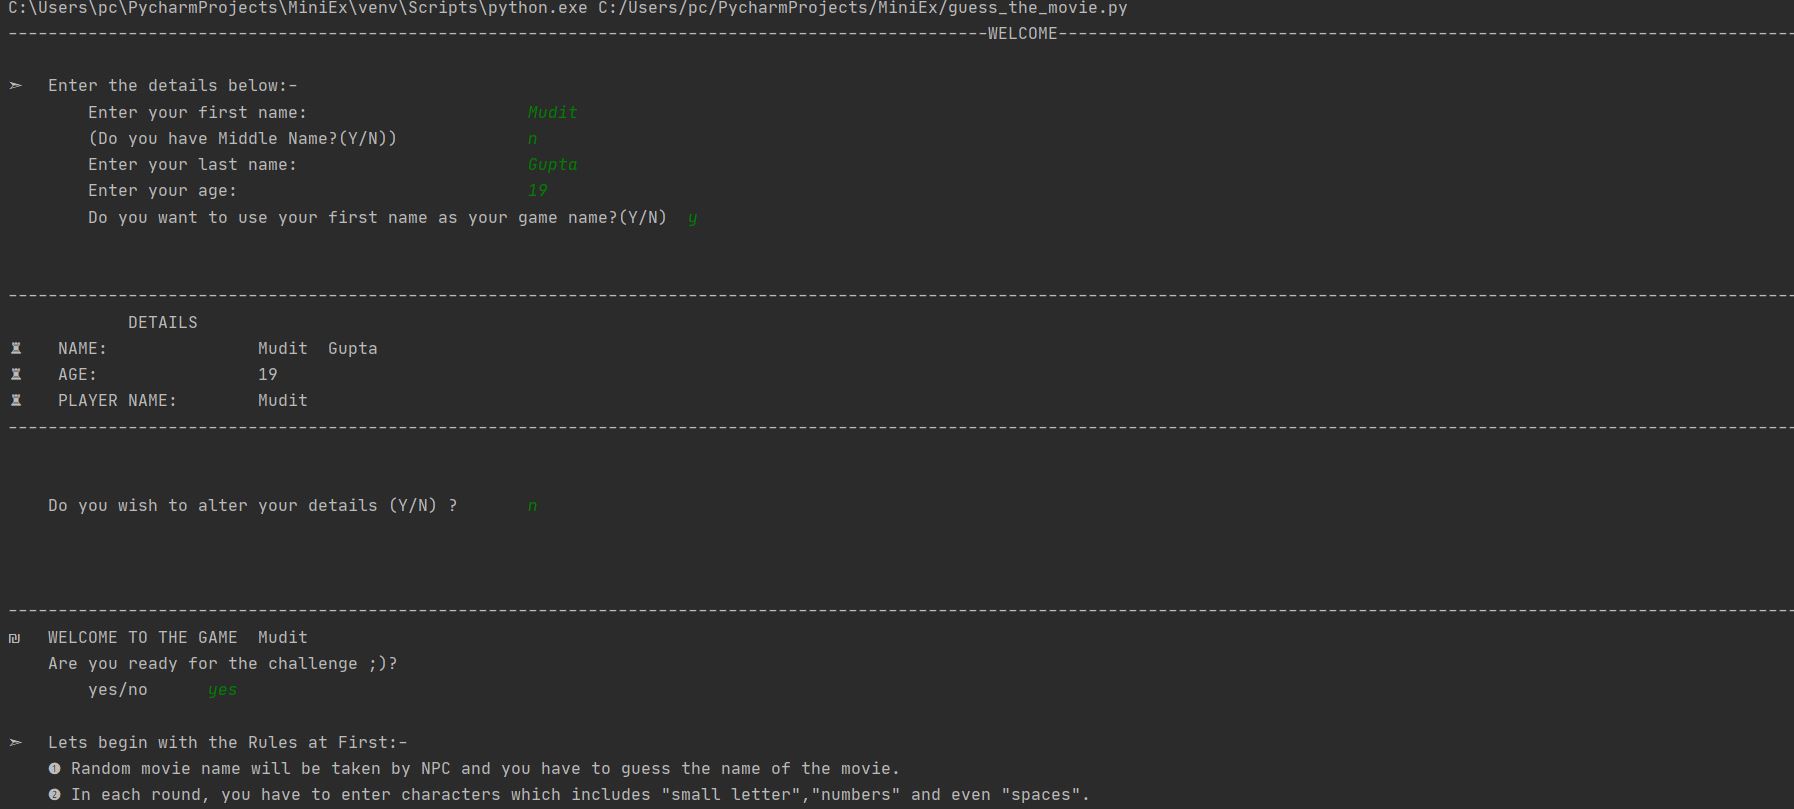 C:\Users\pc\PycharmProjects\MiniEx\venv\Scripts\python.exe C:/Users/pc/PycharmProjects/MiniEx/guess_the_movie.py
--------------------------------------------------------------------------------------------------WELCOME--------------------------------------------------------------------------
➣ Enter the details below:-
Enter your first name: Mudit
(Do you have Middle Name?(Y/N)) n
Enter your last name: Gupta
Enter your age: 19
Do you want to use your first name as your game name?(Y/N) y
-----------------------------------------------------------------------------------------------------------------------------------------------------------------------------------
DETAILS
♜ NAME: Mudit Gupta
♜ AGE: 19
♜ PLAYER NAME: Mudit
-----------------------------------------------------------------------------------------------------------------------------------------------------------------------------------
Do you wish to alter your details (Y/N) ? n
-----------------------------------------------------------------------------------------------------------------------------------------------------------------------------------
₪ WELCOME TO THE GAME Mudit
Are you ready for the challenge ;)?
yes/no yes
➣ Lets begin with the Rules at First:-
❶ Random movie name will be taken by NPC and you have to guess the name of the movie.
❷ In each round, you have to enter characters which includes "small letter","numbers" and even "spaces".